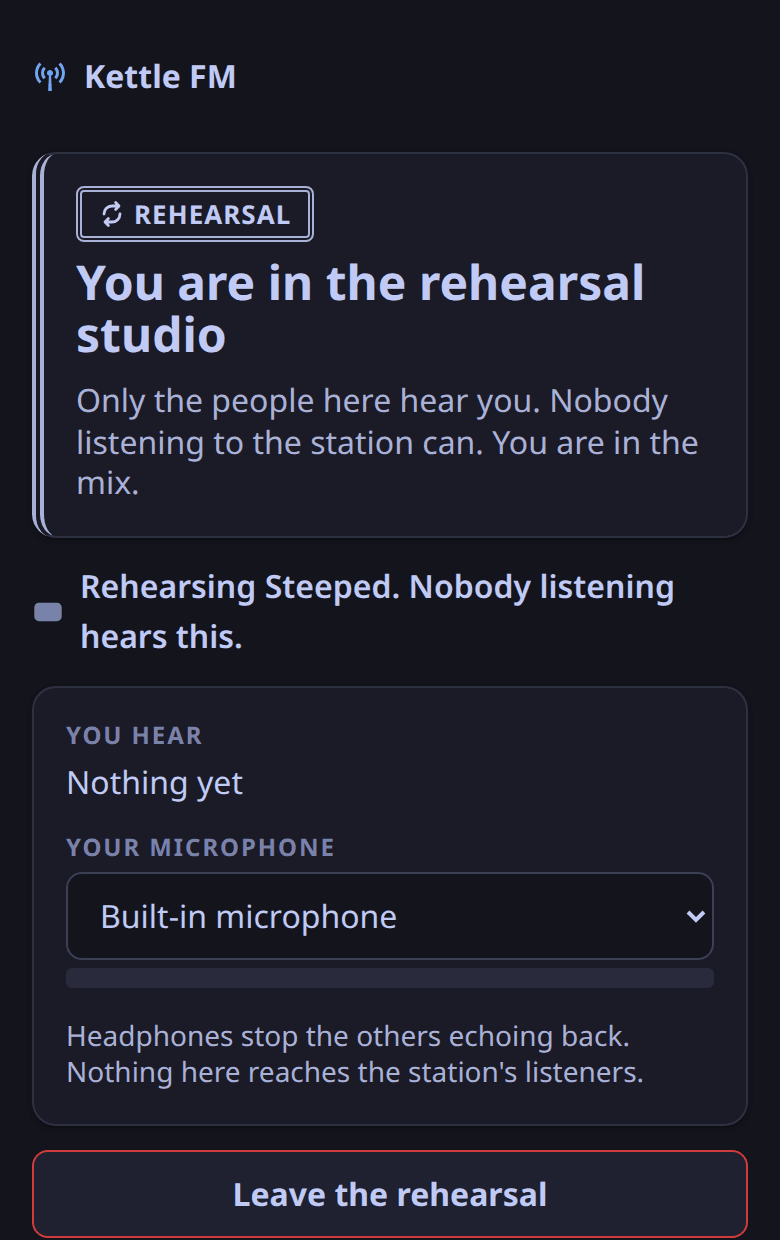 Kettle FM
REHEARSAL
You are in the rehearsal
studio
Only the people here hear you. Nobody
listening to the station can. You are in the
mix.
Rehearsing Steeped. Nobody listening
hears this.
YOU HEAR
Nothing yet
YOUR MICROPHONE
Built-in microphone
Headphones stop the others echoing back.
Nothing here reaches the station's listeners.
Leave the rehearsal